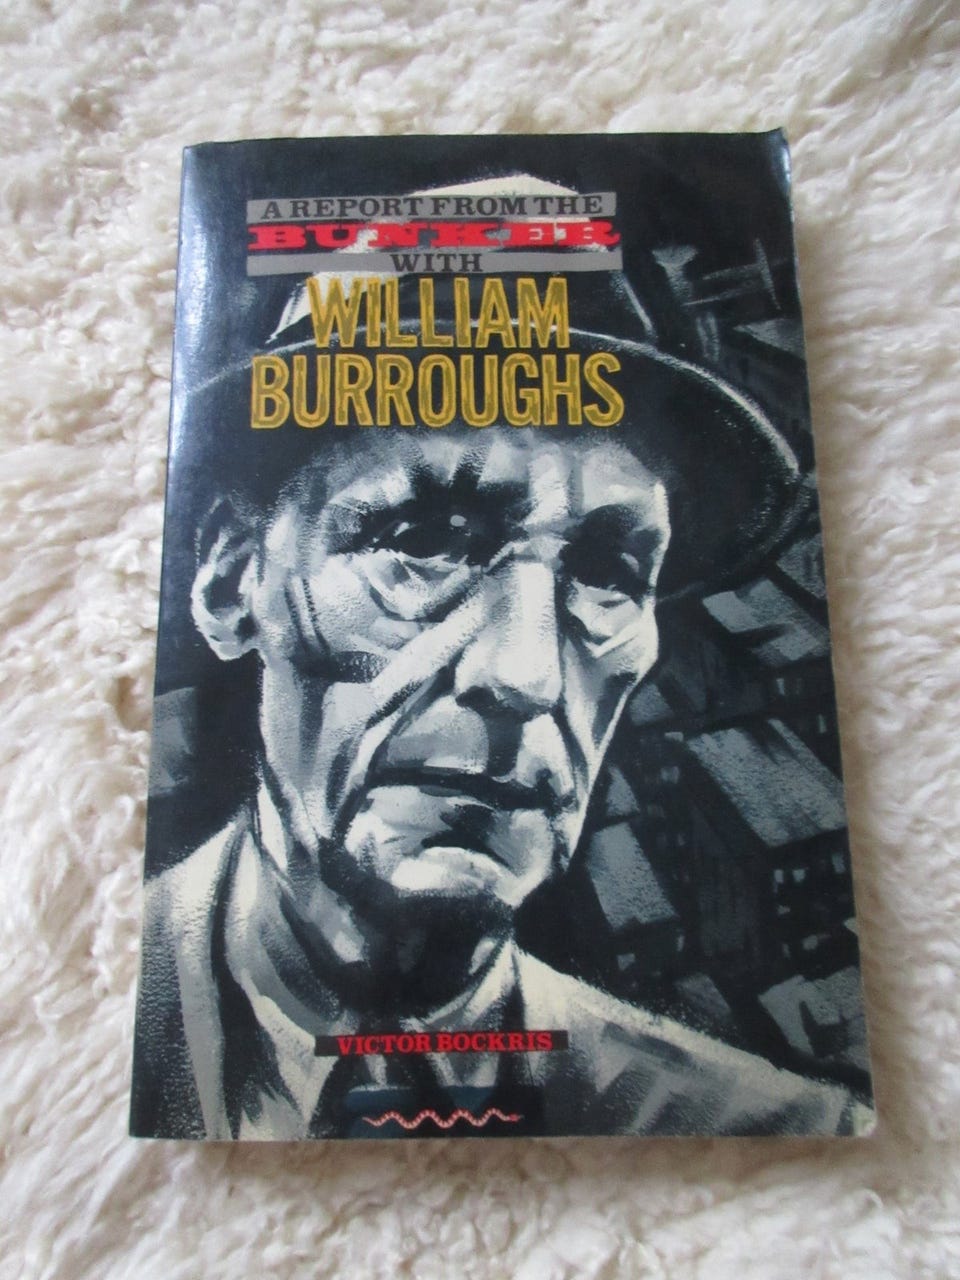 A REPORT FROM THE
BUNKER
WITH
WILLIAM
BURROUGHS
VICTOR BOCKRIS